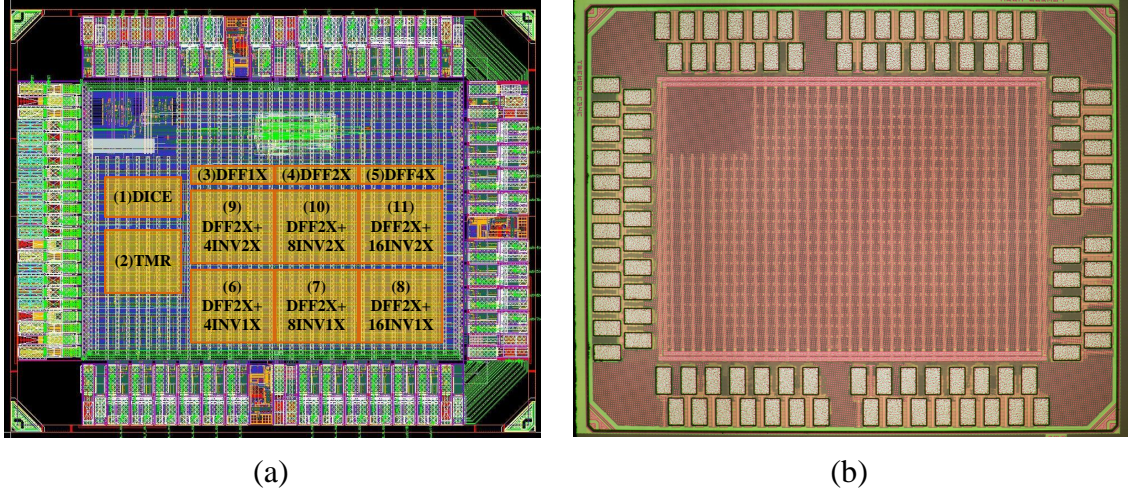 (3)DFF1X
(4)DFF2X
(5)DFF4X
(1)DICE
(2)TMR
(9)
DFF2X+
4INV2X
(10)
DFF2X+
8INV2X
(11)
DFF2X+
16INV2X
(6)
DFF2X+
4INV1X
(7)
DFF2X+
8INV1X
(8)
DFF2X+
16INV1X
(a)
(b)